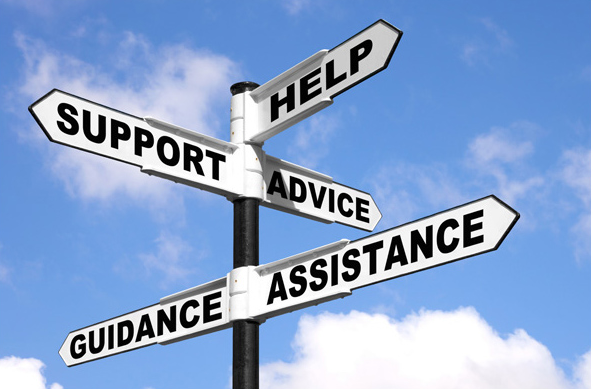 HELP
SUPPORT
ADVICE
ASSISTANCE
GUIDANCE